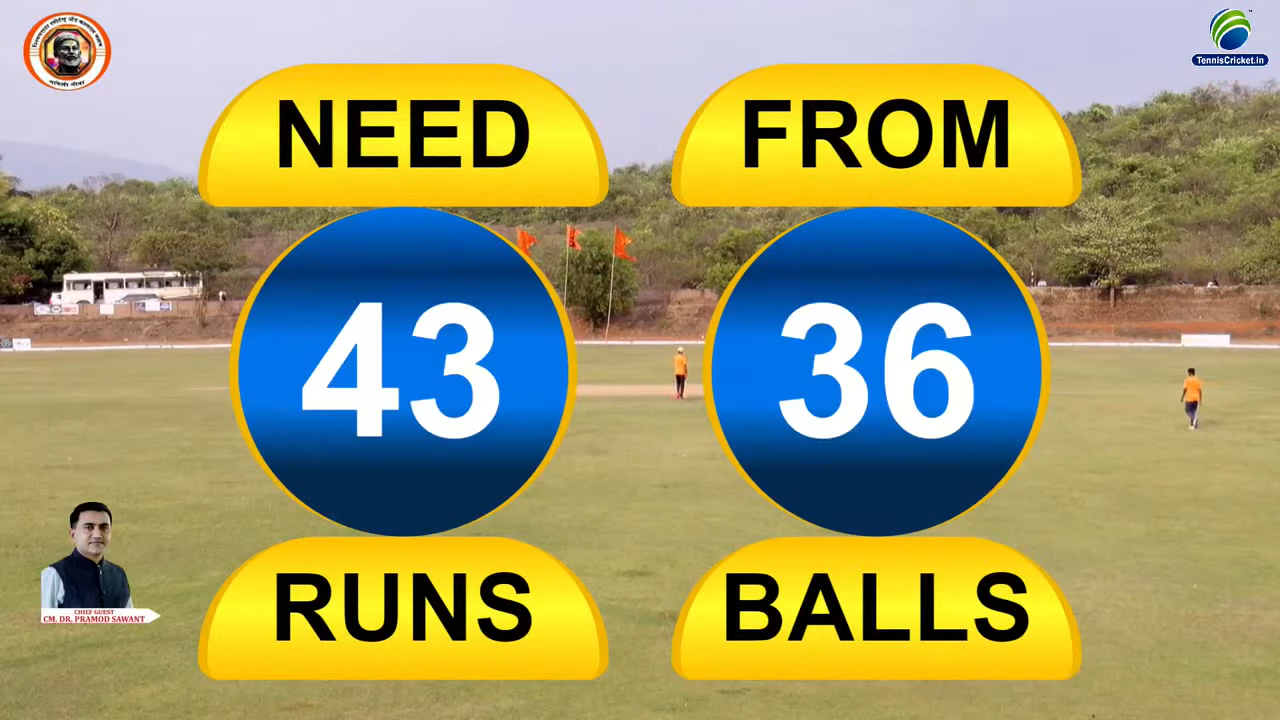 TennisCricket.in
NEED
FROM
43
36
RUNS
BALLS
CHIEF GUEST
CM. DR. PRAMOD SAWANT